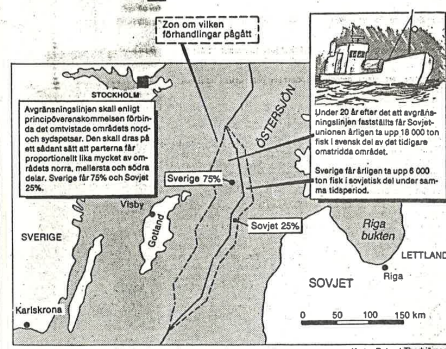 Zon om vilken
förhandlingar pågått
STOCKHOLM
Avgränsningslinjen skall enligt
principöverenskommelsen förbin-
da det omtvistade områdets nord-
och sydspetsar. Den skall dras på
ett sådant sätt att parterna får
proportionellt lika mycket av om-
rådets norra, mellersta och södra
delar. Sverige får 75% och Sovjet
25%.
ÖSTERSJÖN
Under 20 år efter det att avgrä-
ningslinjen fastställts får Sovjet-
unionen årligen ta upp 18 000 ton
fisk i svensk del av det tidigare
omstridda området.
Sverige får årligen ta upp 6 000
ton fisk i sovjetisk del under sam-
ma tidsperiod.
Sverige 75%
Visby
Gotland
Sovjet 25%
SVERIGE
Riga
bukten
LETTLAND
Riga
SOVJET
Karlskrona
0 50 100 150 km